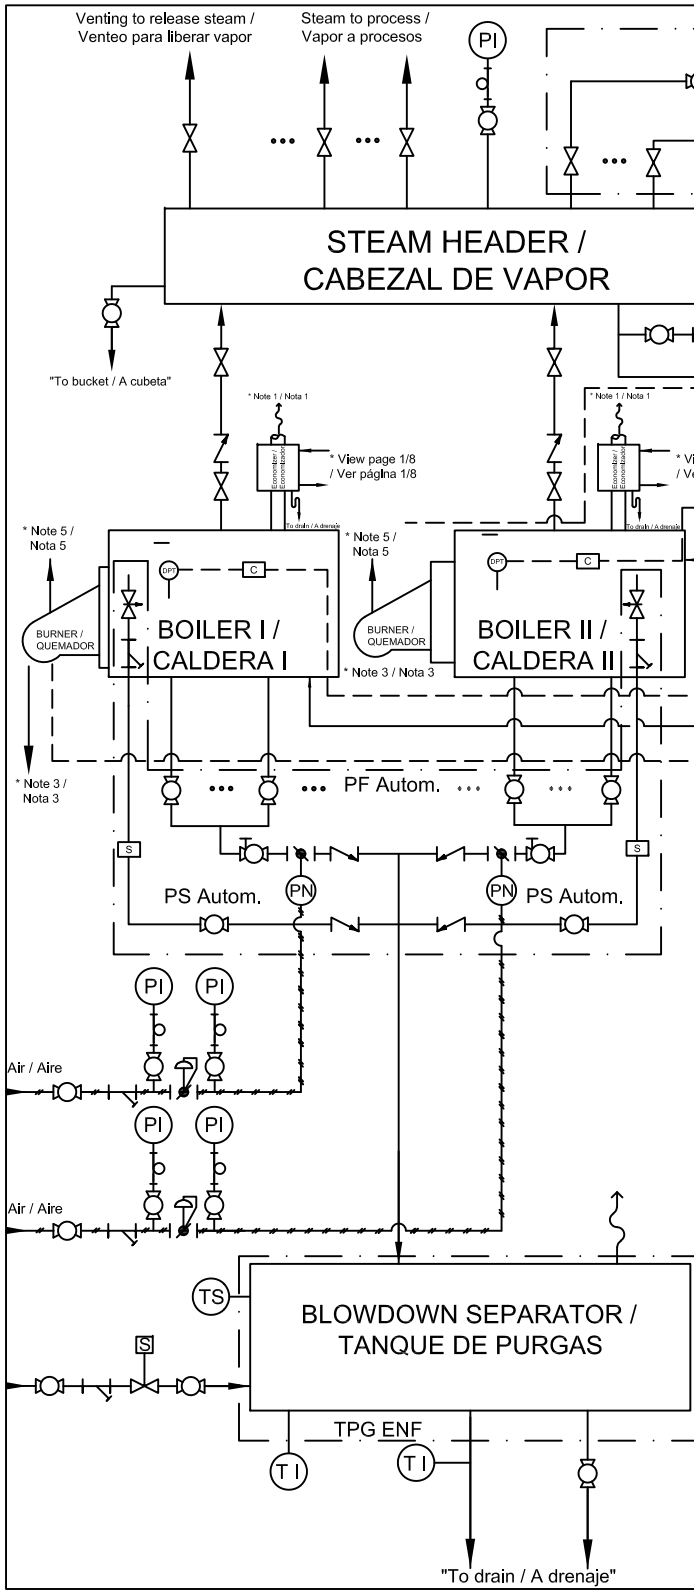 Venting to release steam /
Venteo para liberar vapor
Steam to process /
Vapor a procesos
PI
STEAM HEADER /
CABEZAL DE VAPOR
"To bucket / A cubeta"
* Note 1 / Nota 1
* Note 1 / Nota 1
Economizer /
Economizador
* View page 1/8
/ Ver página 1/8
Economizer /
Economizador
* Vi
/ Ve
To drain / A drenaje
To drain / A drenaje
* Note 5 /
Nota 5
DPT
C
BURNER /
QUEMADOR
BOILER I /
CALDERA I
* Note 5 /
Nota 5
DPT
C
BURNER /
QUEMADOR
BOILER II /
CALDERA II
* Note 3 / Nota 3
* Note 3 /
Nota 3
PF Autom.
S
S
PN
PN
PS Autom.
PS Autom.
PI
PI
Air / Aire
PI
PI
Air / Aire
TS
BLOWDOWN SEPARATOR /
TANQUE DE PURGAS
S
TPG ENF
T I
T I
"To drain / A drenaje"